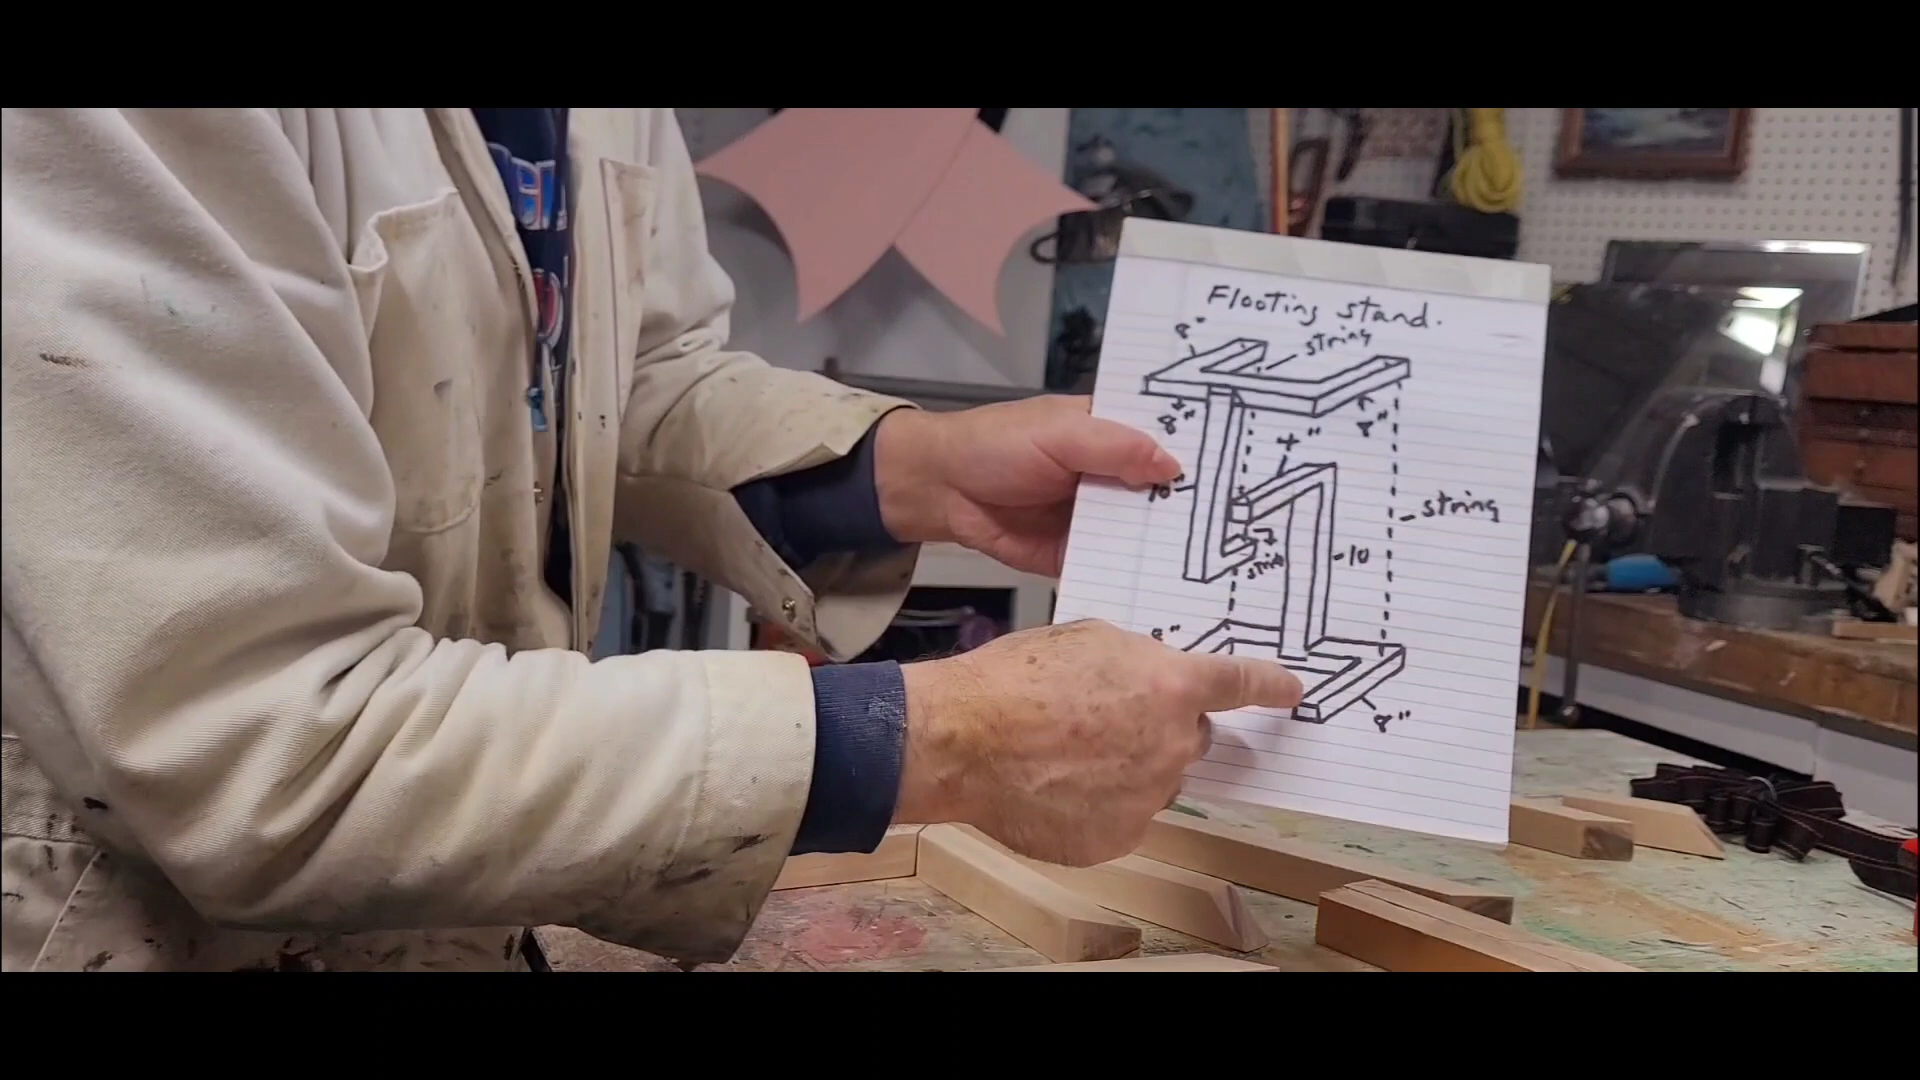 Flooting stand.
8"
string
8"
8"
4"
10"
string
string
-10
8"
8"